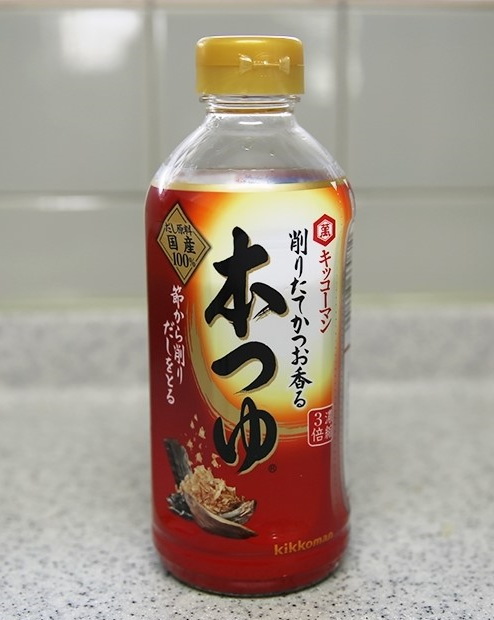 キッコーマン
削りたてかつお香る
本つゆ
®
だし原料
国産
100%
節から削り
だしをとる
濃縮
3倍
kikkoman